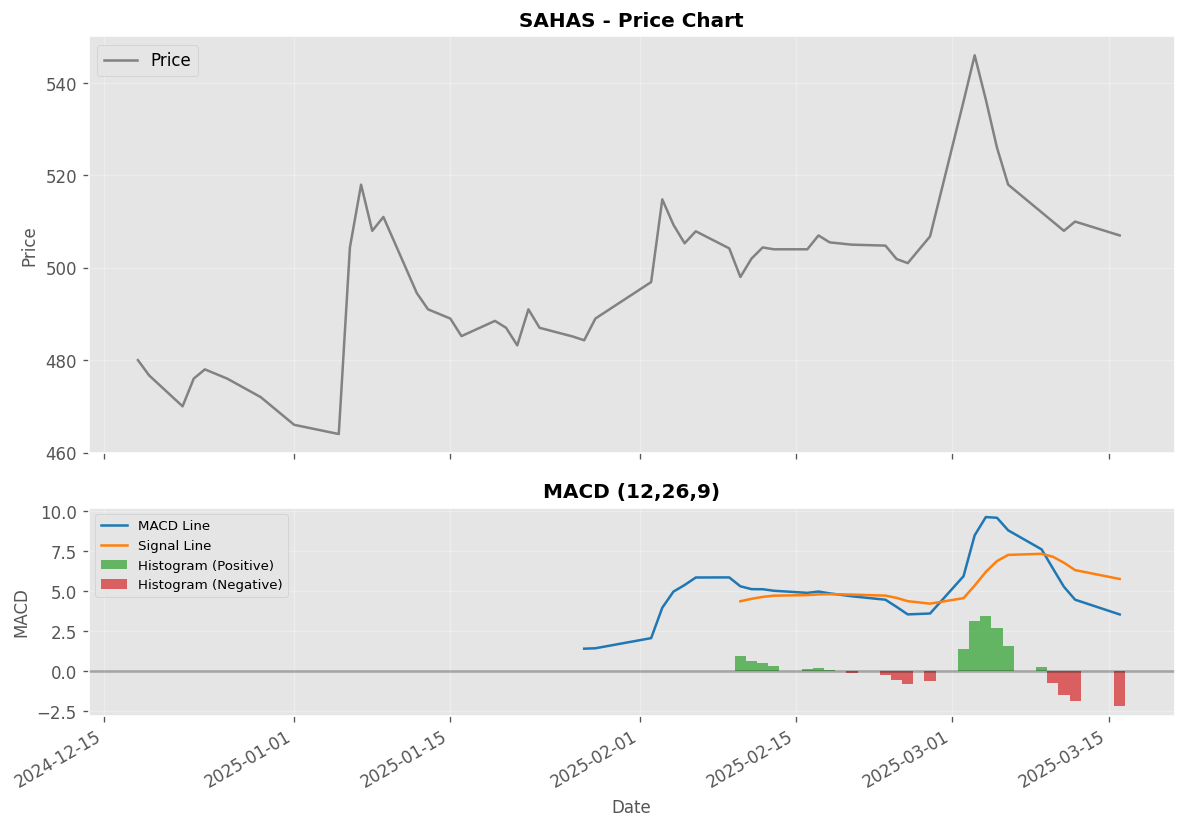 SAHAS - Price Chart
Price
540
520
500
480
460
Price
MACD (12,26,9)
MACD Line
Signal Line
Histogram (Positive)
Histogram (Negative)
10.0
7.5
5.0
2.5
0.0
−2.5
MACD
2024-12-15
2025-01-01
2025-01-15
2025-02-01
2025-02-15
2025-03-01
2025-03-15
Date